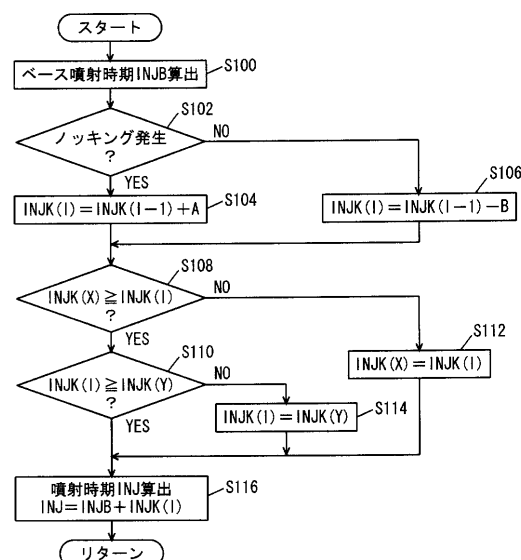 スタート
ベース噴射時期INJB算出
S100
ノッキング発生
?
S102
NO
YES
INJK(I)=INJK(I-1)+A
S104
INJK(I)=INJK(I-1)-B
S106
INJK(X)≧INJK(I)
?
S108
NO
YES
INJK(X)=INJK(I)
S112
INJK(I)≧INJK(Y)
?
S110
NO
YES
INJK(I)=INJK(Y)
S114
噴射時期INJ算出
INJ=INJB+INJK(I)
S116
リターン